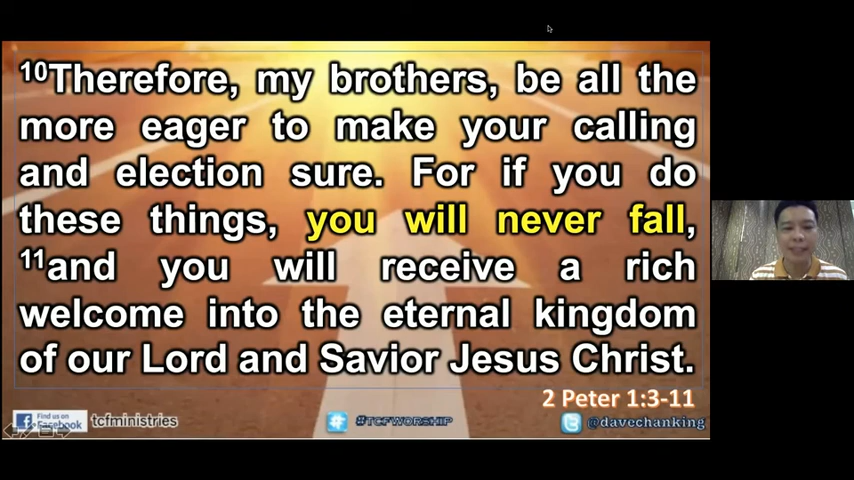 ¹⁰Therefore, my brothers, be all the
more eager to make your calling
and election sure. For if you do
these things, you will never fall,
¹¹and you will receive a rich
welcome into the eternal kingdom
of our Lord and Savior Jesus Christ.
2 Peter 1:3-11
Find us on
Facebook
tcfministries
#TCFWORSHIP
@davechanking